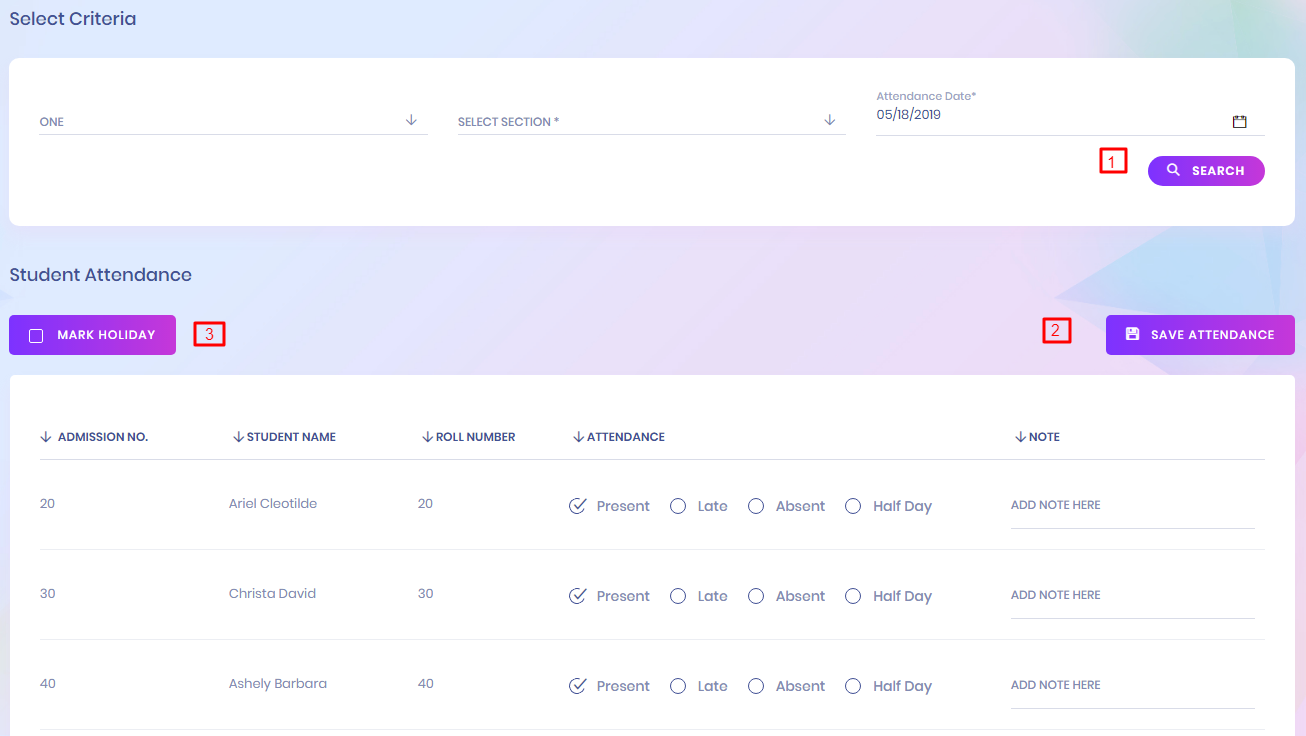 Select Criteria
Attendance Date*
ONE SELECT SECTION * 05/18/2019
1 SEARCH
Student Attendance
MARK HOLIDAY 3 2 SAVE ATTENDANCE
ADMISSION NO. STUDENT NAME ROLL NUMBER ATTENDANCE NOTE
20 Ariel Cleotilde 20 Present Late Absent Half Day ADD NOTE HERE
30 Christa David 30 Present Late Absent Half Day ADD NOTE HERE
40 Ashely Barbara 40 Present Late Absent Half Day ADD NOTE HERE